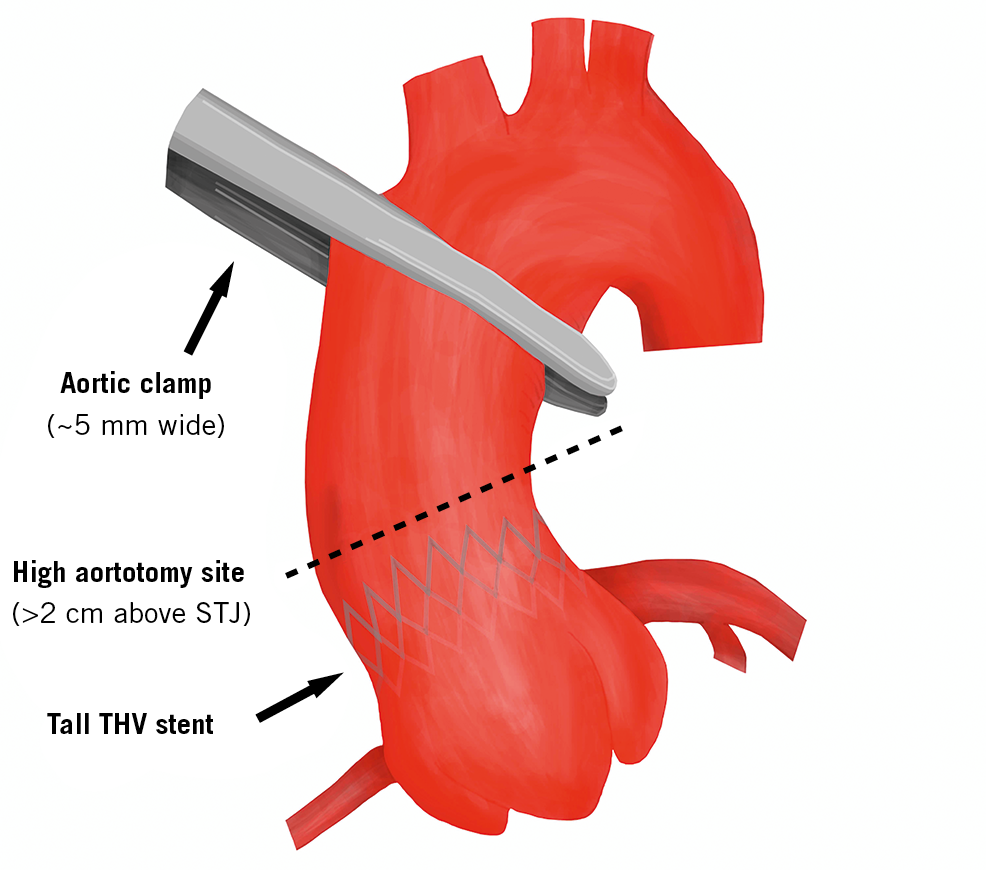 Aortic clamp
(~5 mm wide)
High aortotomy site
(>2 cm above STJ)
Tall THV stent